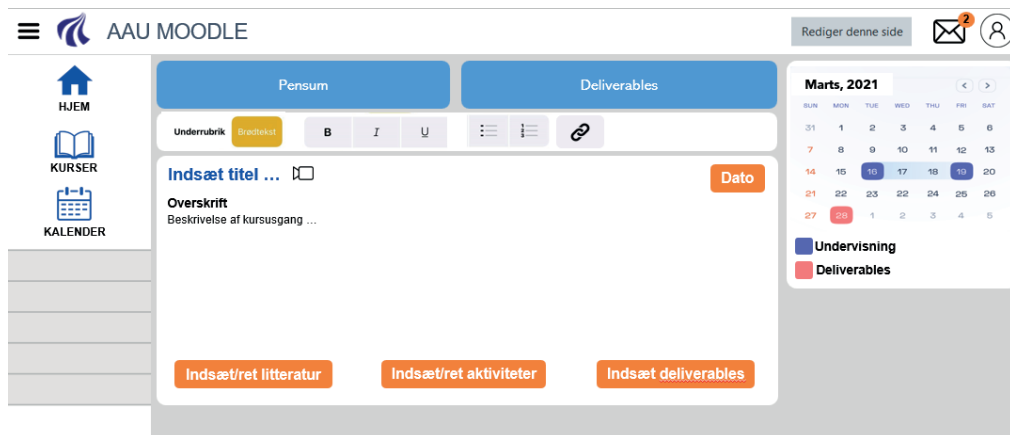 AAU MOODLE
Rediger denne side
2
HJEM
KURSER
KALENDER
Pensum
Deliverables
Underrubrik
Brødtekst
B I U
Indsæt titel ...
Dato
Overskrift
Beskrivelse af kursusgang ...
Indsæt/ret litteratur
Indsæt/ret aktiviteter
Indsæt deliverables
Marts, 2021
SUN MON TUE WED THU FRI SAT
31 1 2 3 4 5 6
7 8 9 10 11 12 13
14 15 16 17 18 19 20
21 22 23 22 24 25 26
27 28 1 2 3 4 5
Undervisning
Deliverables